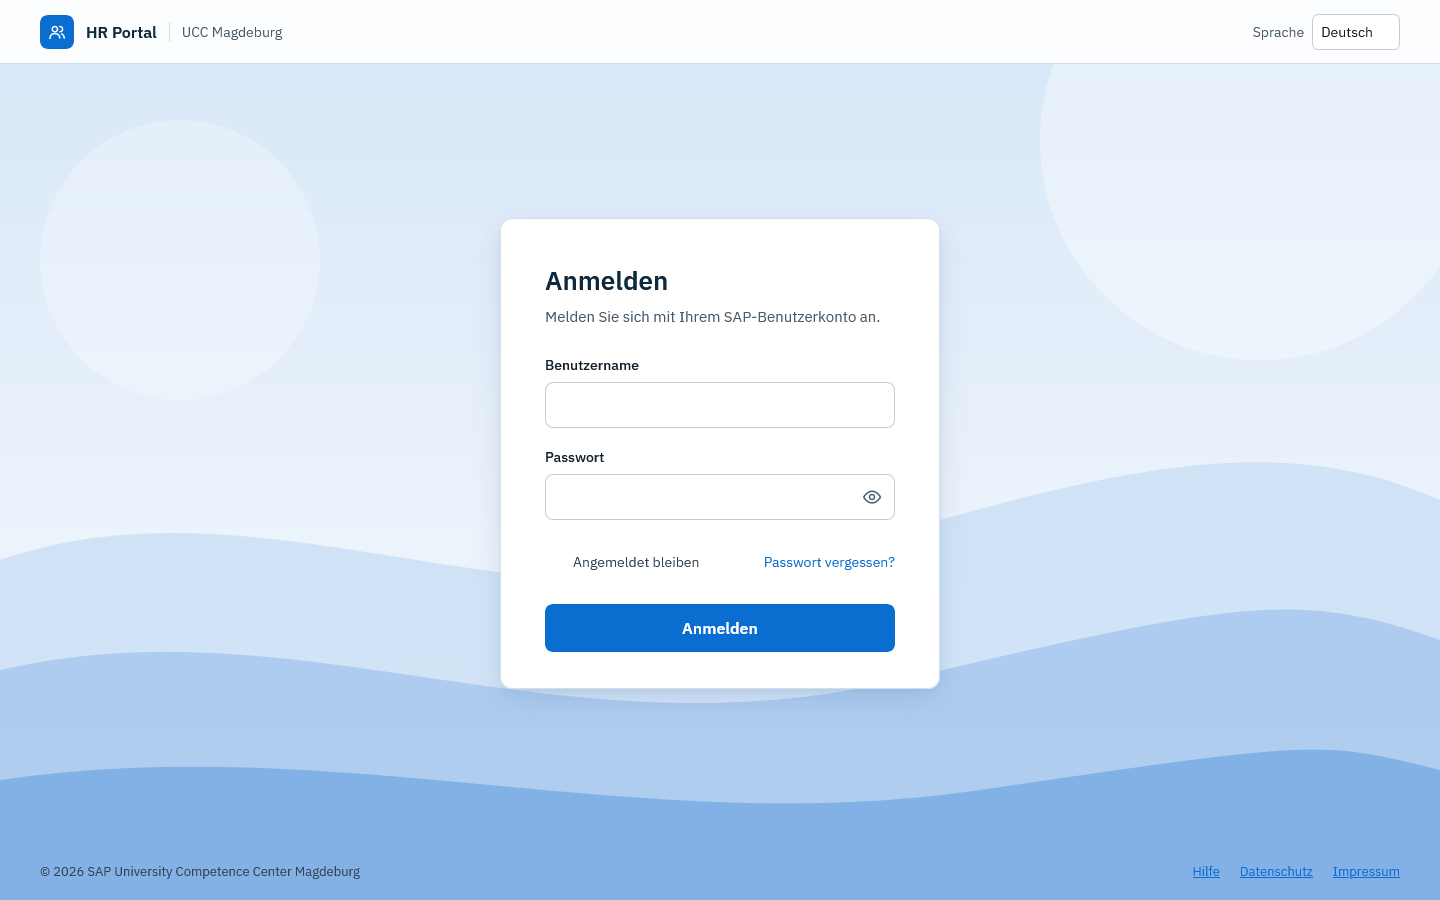 HR Portal UCC Magdeburg
Sprache Deutsch
Anmelden
Melden Sie sich mit Ihrem SAP-Benutzerkonto an.
Benutzername
Passwort
Angemeldet bleiben Passwort vergessen?
Anmelden
© 2026 SAP University Competence Center Magdeburg
Hilfe Datenschutz Impressum